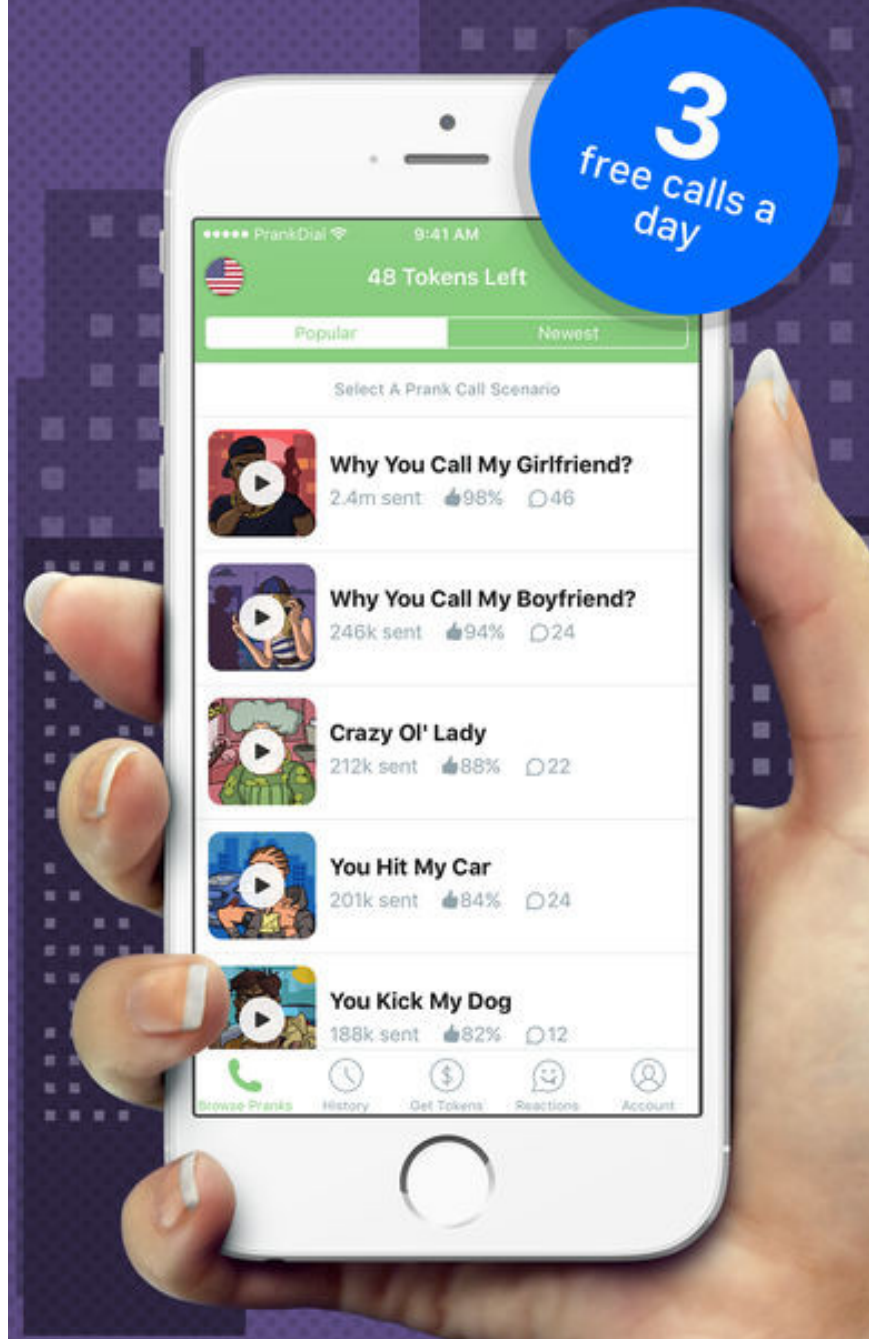 3
free calls a
day
PrankDial
9:41 AM
48 Tokens Left
Popular
Newest
Select A Prank Call Scenario
Why You Call My Girlfriend?
2.4m sent 98% 46
Why You Call My Boyfriend?
246k sent 94% 24
Crazy Ol' Lady
212k sent 88% 22
You Hit My Car
201k sent 84% 24
You Kick My Dog
188k sent 82% 12
Browse Pranks
History
Get Tokens
Reactions
Account